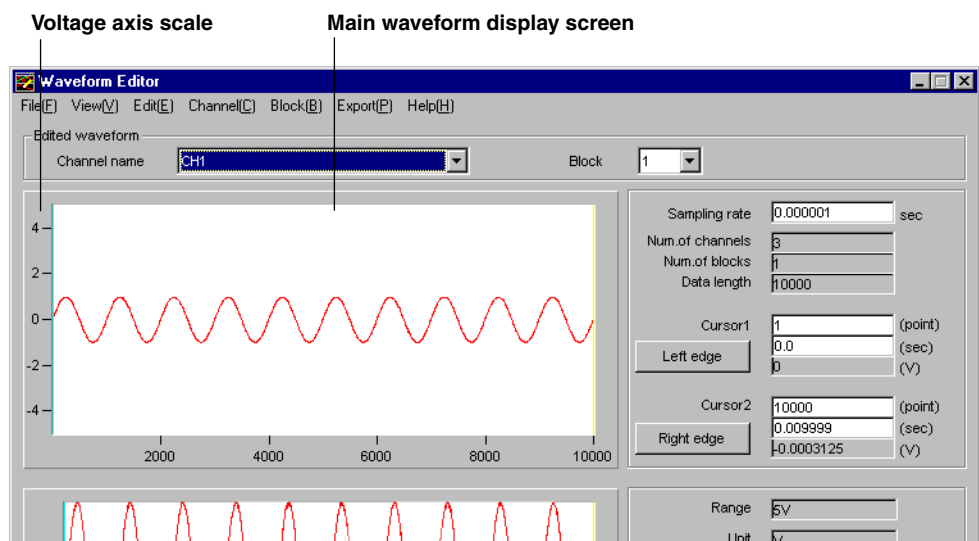 Voltage axis scale
Main waveform display screen
Waveform Editor
File(F) View(V) Edit(E) Channel(C) Block(B) Export(P) Help(H)
Edited waveform
Channel name CH1 Block 1
4
2
0
-2
-4
2000 4000 6000 8000 10000
Sampling rate 0.000001 sec
Num.of channels 3
Num.of blocks 1
Data length 10000
Cursor1 1 (point)
Left edge 0.0 (sec)
0 (V)
Cursor2 10000 (point)
Right edge 0.009999 (sec)
-0.0003125 (V)
Range 5V
Unit V